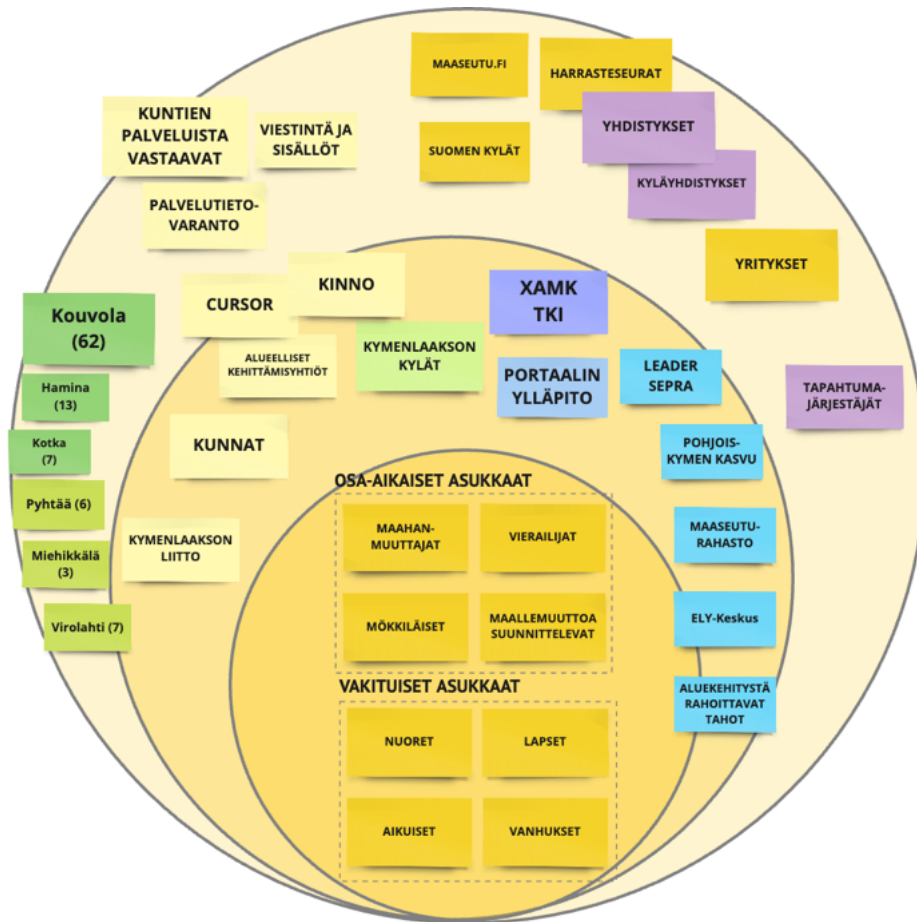 MAASEUTU.FI
HARRASTESEURAT
KUNTIEN
PALVELUISTA
VASTAAVAT
VIESTINTÄ JA
SISÄLLÖT
SUOMEN KYLÄT
YHDISTYKSET
KYLÄYHDISTYKSET
PALVELUTIETO-
VARANTO
YRITYKSET
CURSOR
KINNO
XAMK
TKI
Kouvola
(62)
ALUEELLISET
KEHITTÄMISYHTIÖT
KYMENLAAKSON
KYLÄT
PORTAALIN
YLLÄPITO
LEADER
SEPRA
TAPAHTUMA-
JÄRJESTÄJÄT
Hamina
(13)
Kotka
(7)
KUNNAT
POHJOIS-
KYMEN KASVU
Pyhtää (6)
OSA-AIKAISET ASUKKAAT
MAAHAN-
MUUTTAJAT
VIERAILIJAT
MAASEUTU-
RAHASTO
Miehikkälä
(3)
KYMENLAAKSON
LIITTO
Virolahti (7)
MÖKKILÄISET
MAALLEMUUTTOA
SUUNNITTELEVAT
ELY-Keskus
VAKITUISET ASUKKAAT
ALUEKEHITYSTÄ
RAHOITTAVAT
TAHOT
NUORET
LAPSET
AIKUISET
VANHUKSET